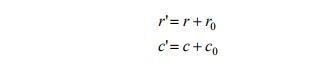 r'= r + r₀
c'= c + c₀